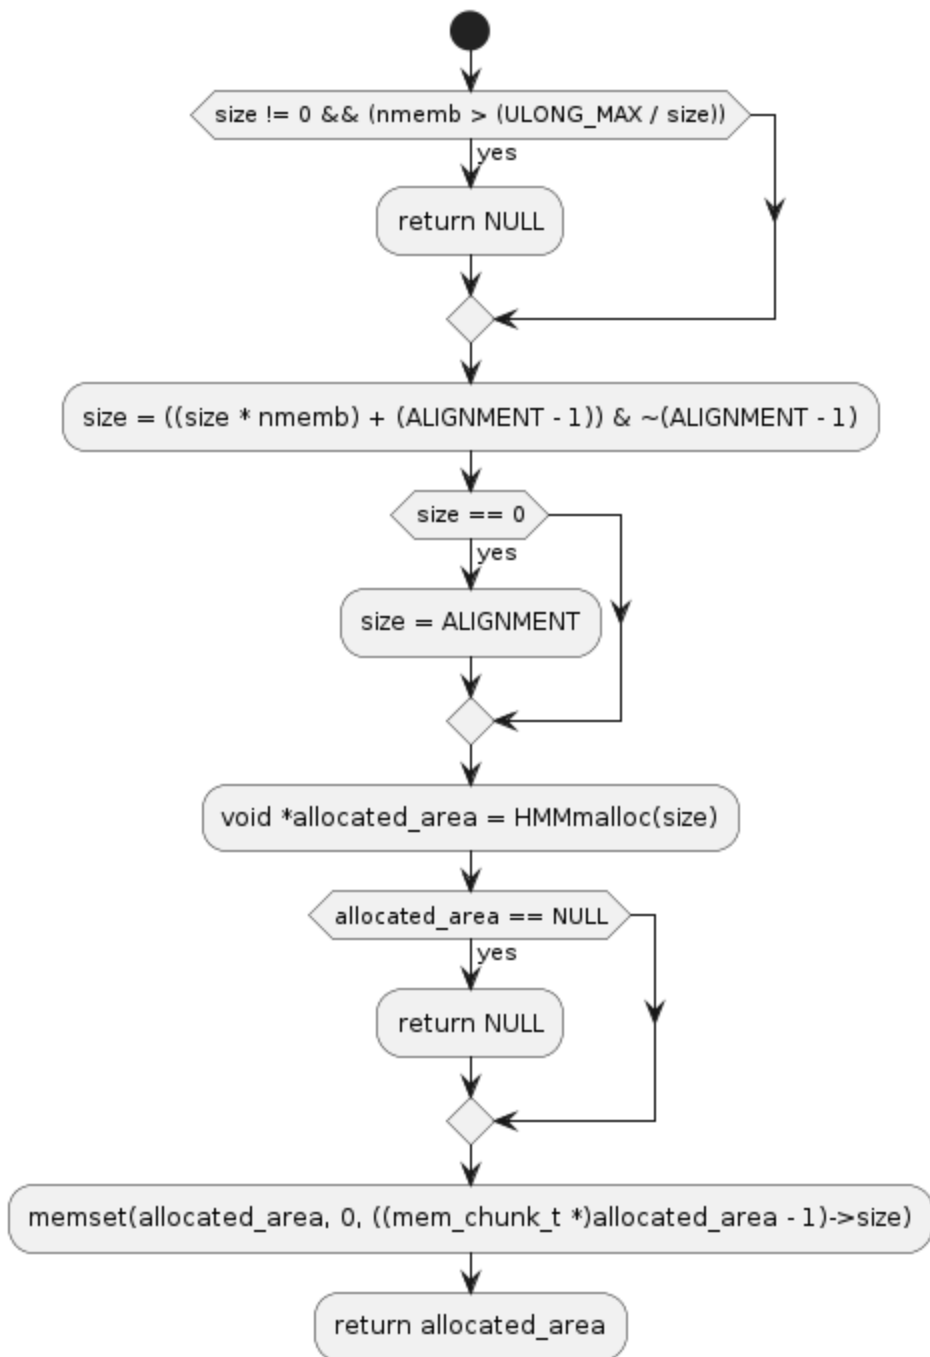 size != 0 && (nmemb > (ULONG_MAX / size))
yes
return NULL
size = ((size * nmemb) + (ALIGNMENT - 1)) & ~(ALIGNMENT - 1)
size == 0
yes
size = ALIGNMENT
void *allocated_area = HMMmalloc(size)
allocated_area == NULL
yes
return NULL
memset(allocated_area, 0, ((mem_chunk_t *)allocated_area - 1)->size)
return allocated_area